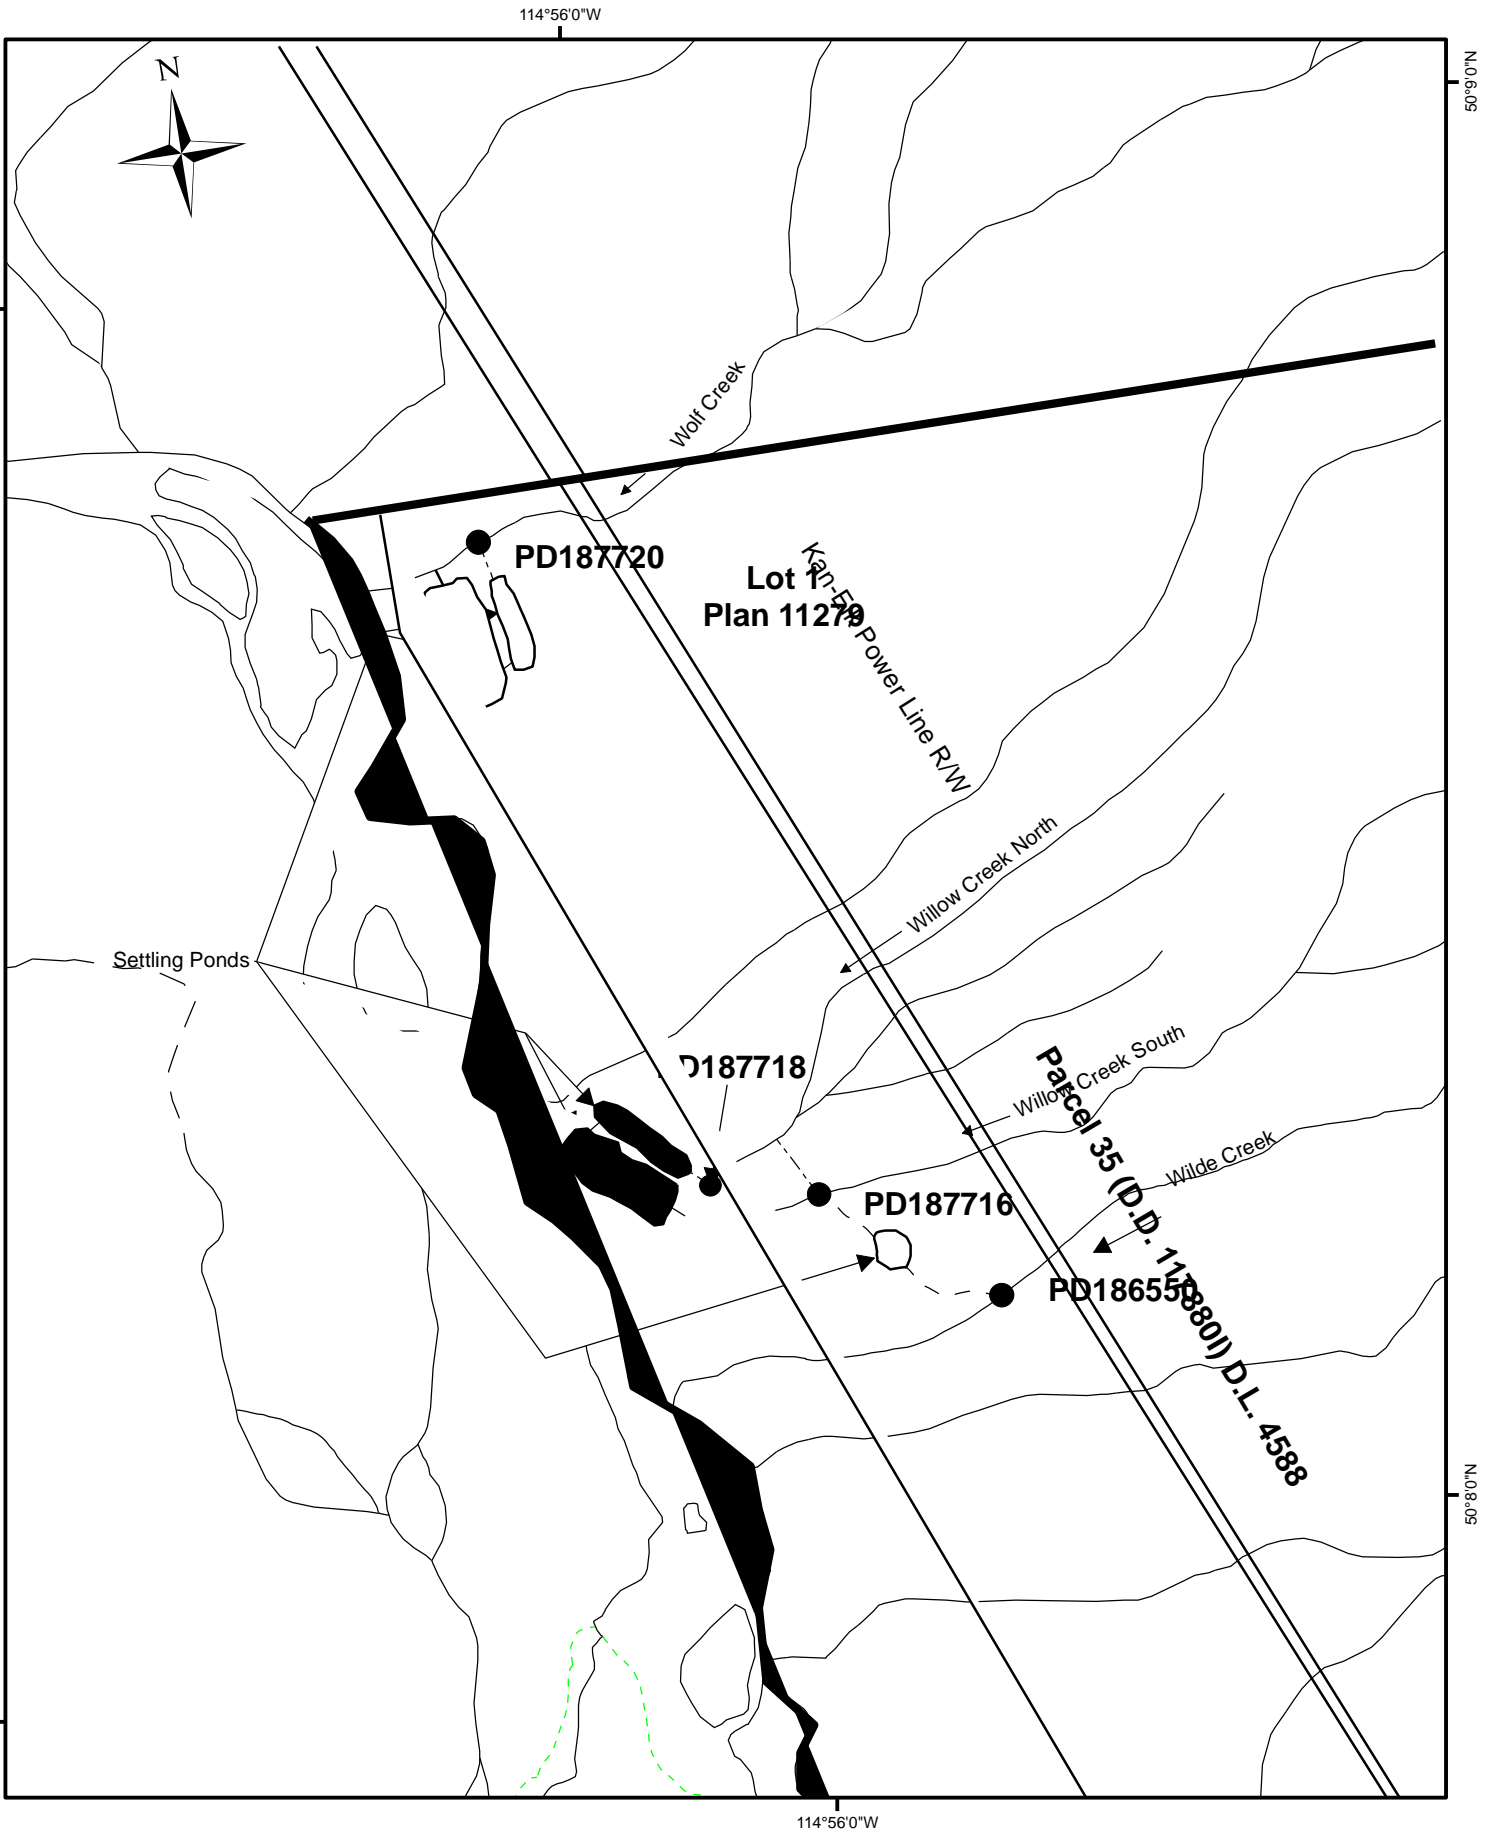 114°56'0"W
50°9'0"N
N
Wolf Creek
PD187720
Lot 1
Plan 11279
Kan-Elk Power Line R/W
Willow Creek North
Settling Ponds
Willow Creek South
D187718
Parcel 35 (D.D. 117880I) D.L. 4588
Wilde Creek
PD187716
PD186550
50°8'0"N
114°56'0"W